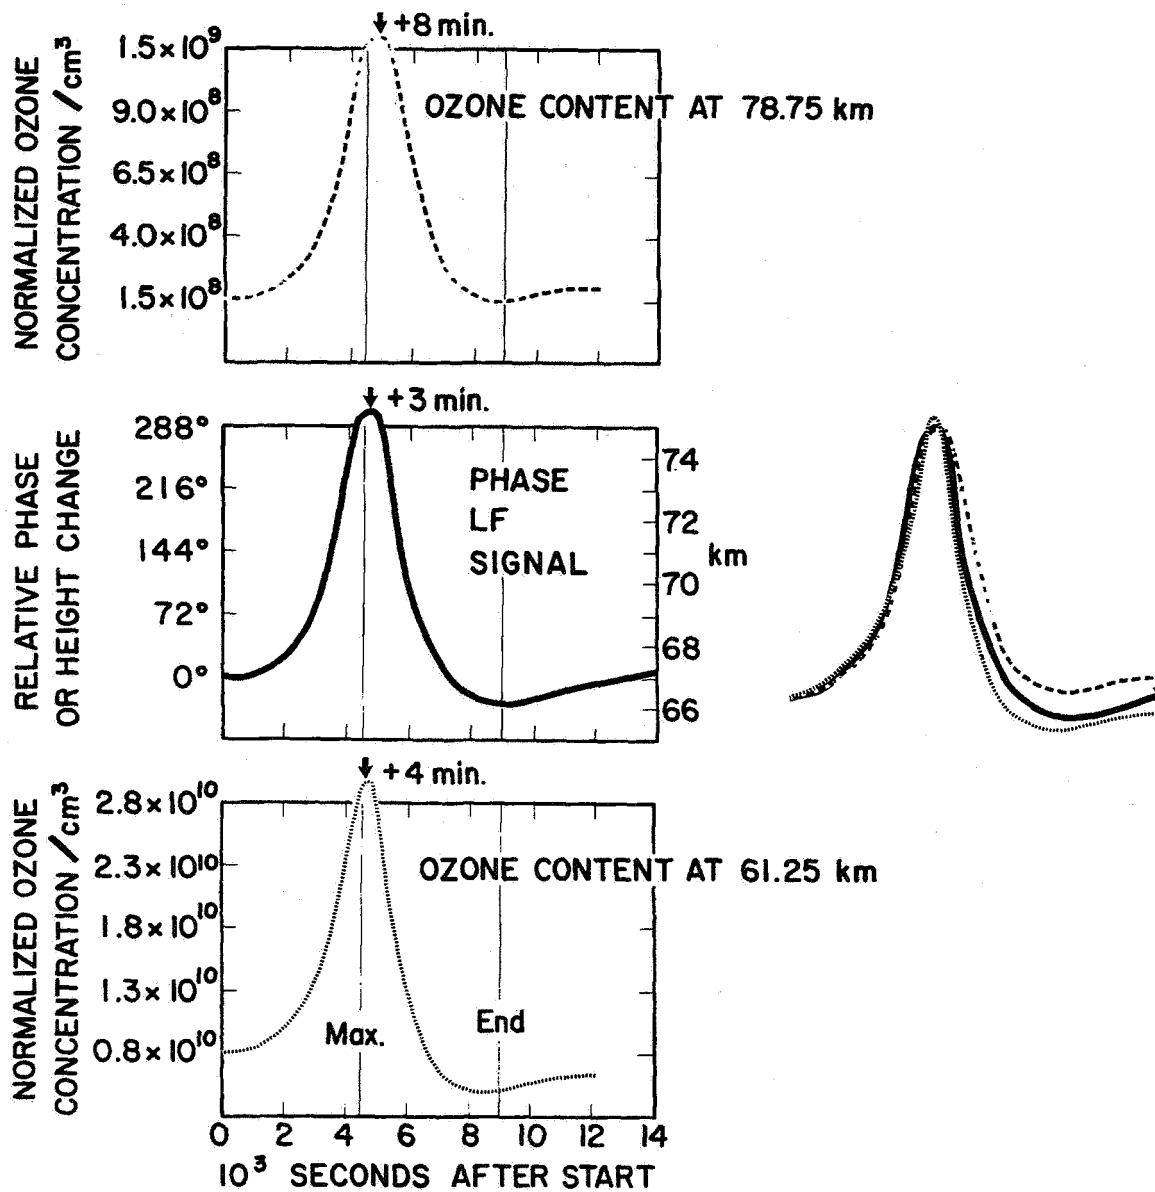 +8 min.
NORMALIZED OZONE
CONCENTRATION /cm³
1.5×10⁹
9.0×10⁸
6.5×10⁸
4.0×10⁸
1.5×10⁸
OZONE CONTENT AT 78.75 km
+3 min.
RELATIVE PHASE
OR HEIGHT CHANGE
288°
216°
144°
72°
0°
PHASE
LF
SIGNAL
74
72
70
68
66
km
+4 min.
NORMALIZED OZONE
CONCENTRATION /cm³
2.8×10¹⁰
2.3×10¹⁰
1.8×10¹⁰
1.3×10¹⁰
0.8×10¹⁰
OZONE CONTENT AT 61.25 km
Max.
End
0 2 4 6 8 10 12 14
10³ SECONDS AFTER START